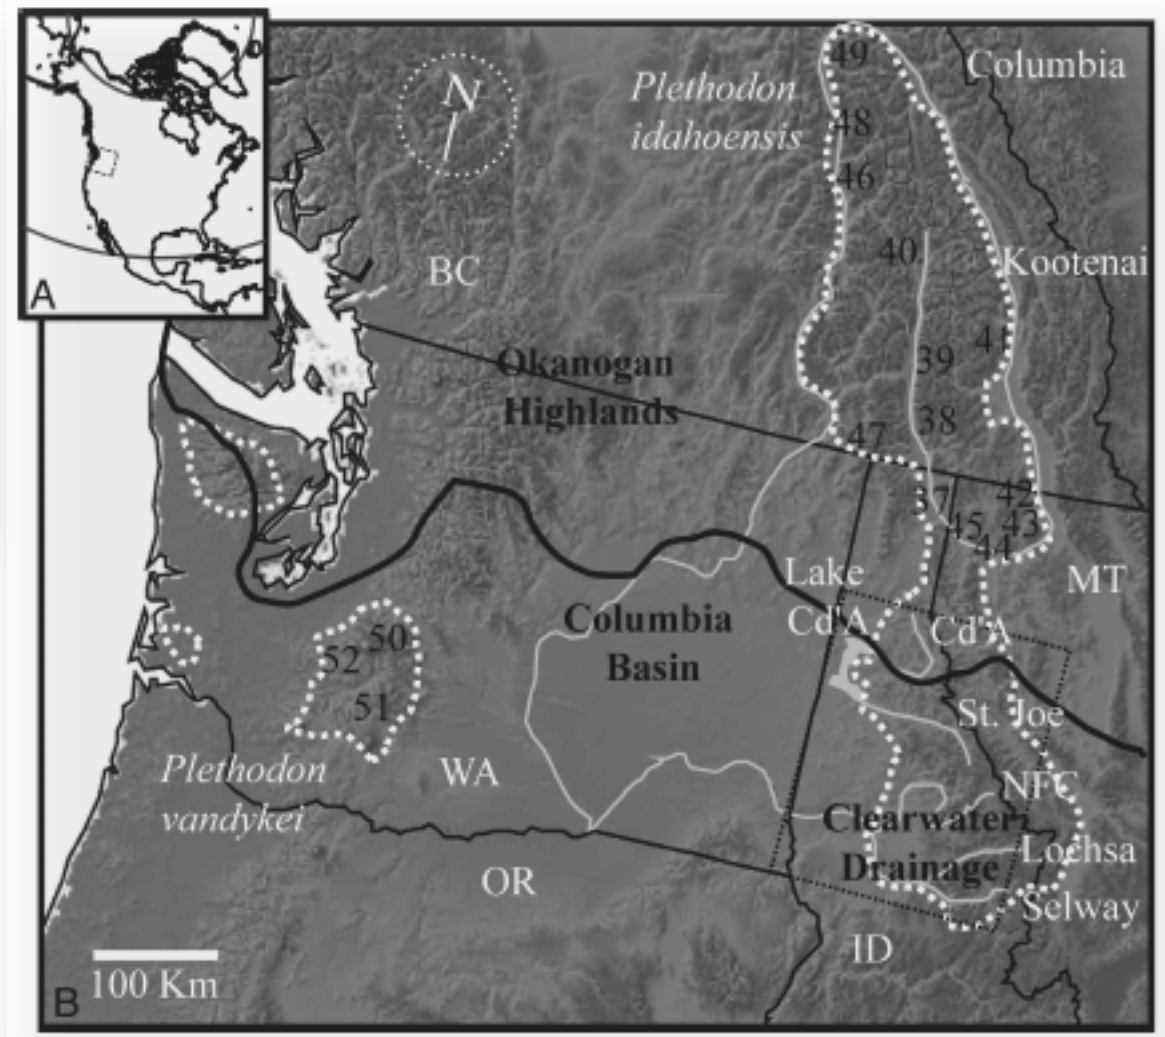 A
N
Plethodon
idahoensis
Columbia
49
48
46
BC
40
Kootenai
Okanogan
Highlands
39
41
38
47
37
42
45
43
44
MT
Lake
Cd'A
Cd'A
Columbia
Basin
50
52
51
St. Joe
Plethodon
vandykei
WA
NFC
Clearwater
Drainage
Lochsa
Selway
OR
ID
B
100 Km